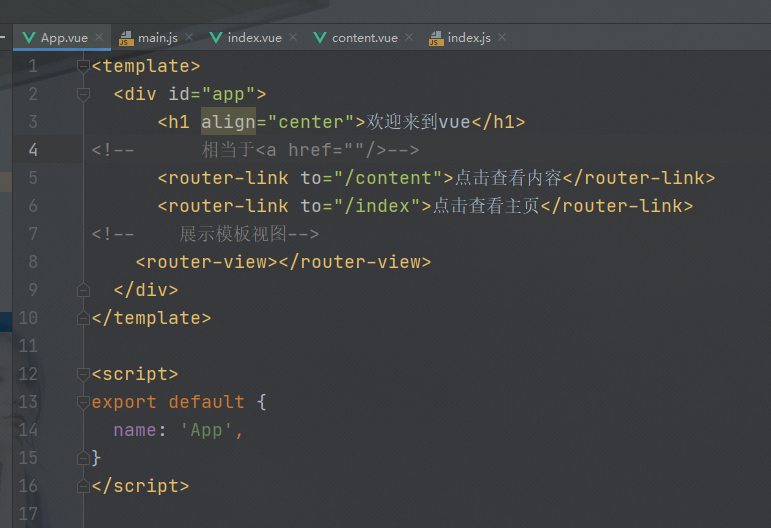 App.vue main.js index.vue content.vue index.js
1 <template>
2 <div id="app">
3 <h1 align="center">欢迎来到vue</h1>
4 <!-- 相当于<a href=""/>-->
5 <router-link to="/content">点击查看内容</router-link>
6 <router-link to="/index">点击查看主页</router-link>
7 <!-- 展示模板视图-->
8 <router-view></router-view>
9 </div>
10 </template>
11
12 <script>
13 export default {
14 name: 'App',
15 }
16 </script>
17